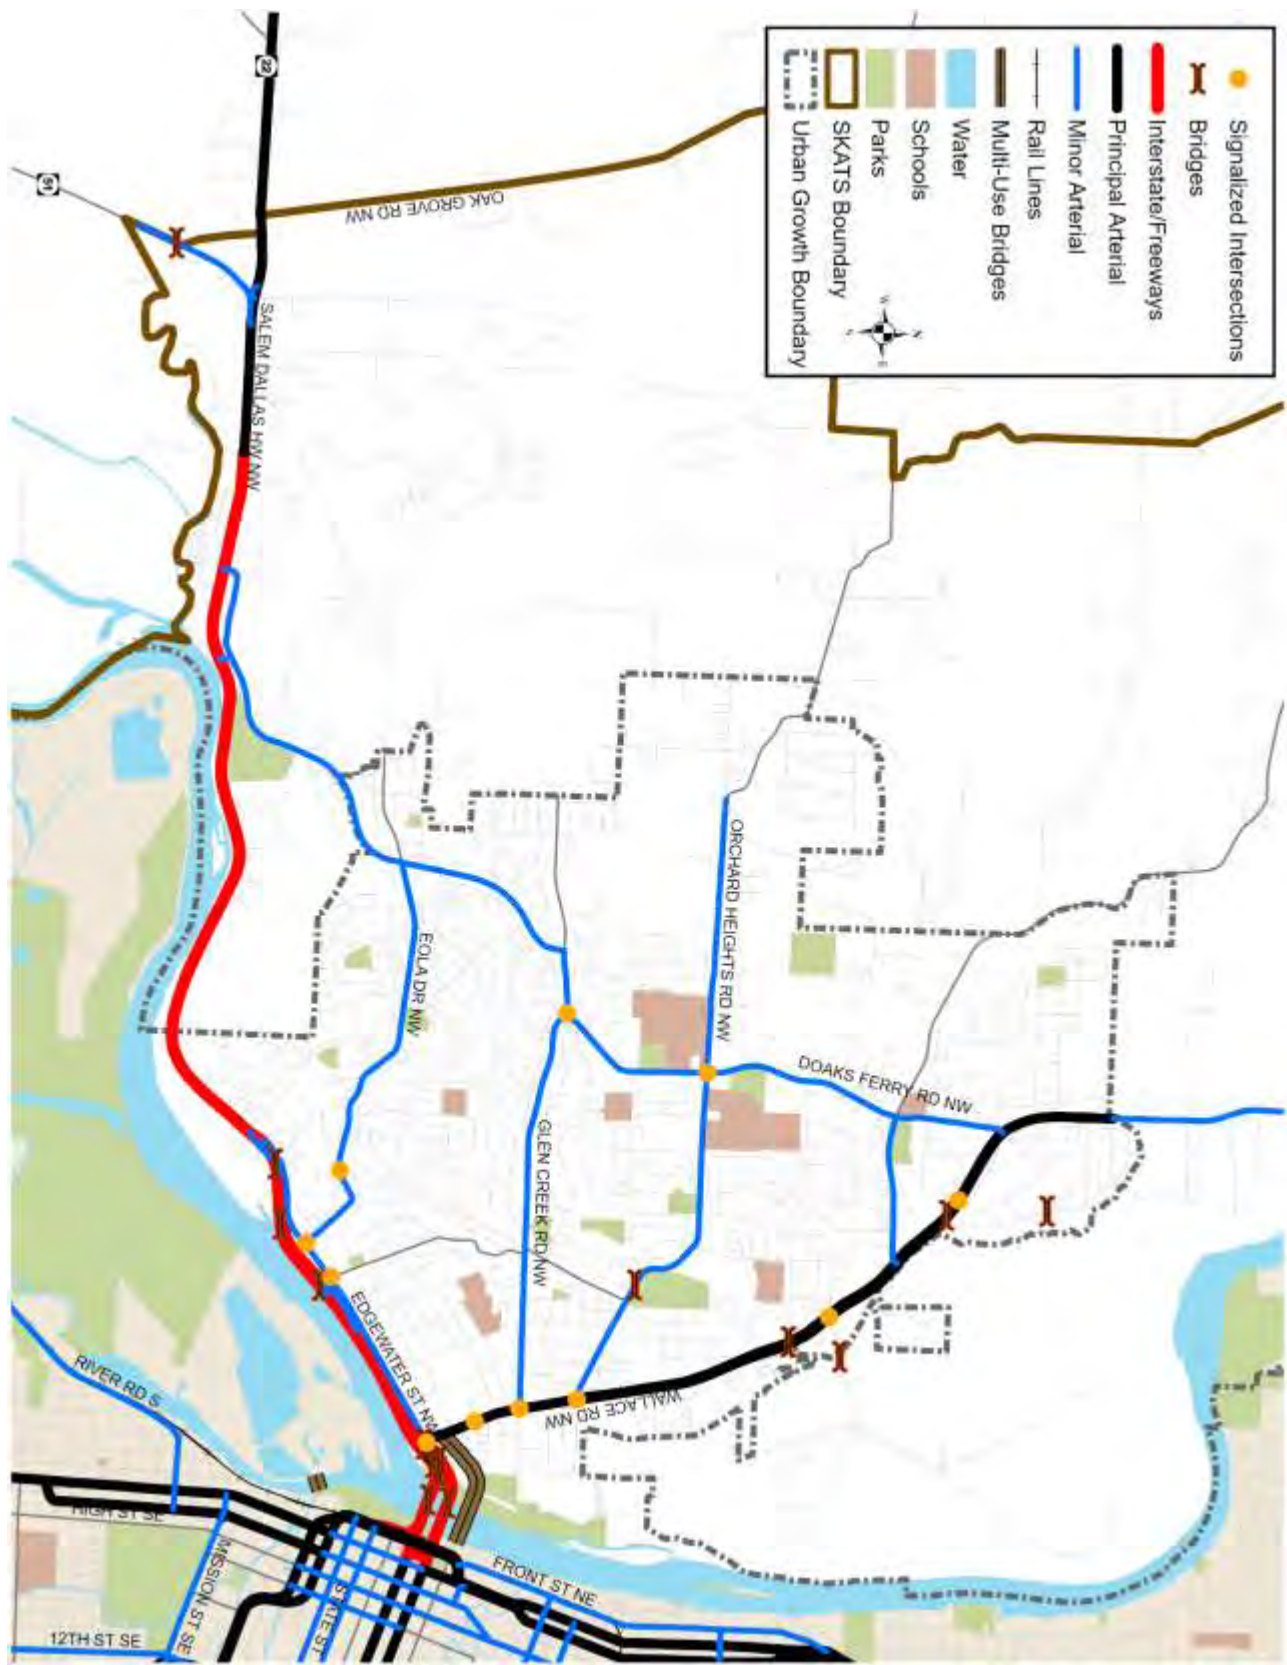 Signalized Intersections
Bridges
Interstate/Freeways
Principal Arterial
Minor Arterial
Rail Lines
Multi-Use Bridges
Water
Schools
Parks
SKATS Boundary
Urban Growth Boundary
N
E
S
W
22
51
OAK GROVE RD NW
SALEM DALLAS HW NW
ORCHARD HEIGHTS RD NW
EOLA DR NW
DOAKS FERRY RD NW
GLEN CREEK RD NW
EDGEWATER ST NW
WALLACE RD NW
RIVER RD S
HIGH ST SE
MISSION ST SE
STATE ST
FRONT ST NE
12TH ST SE